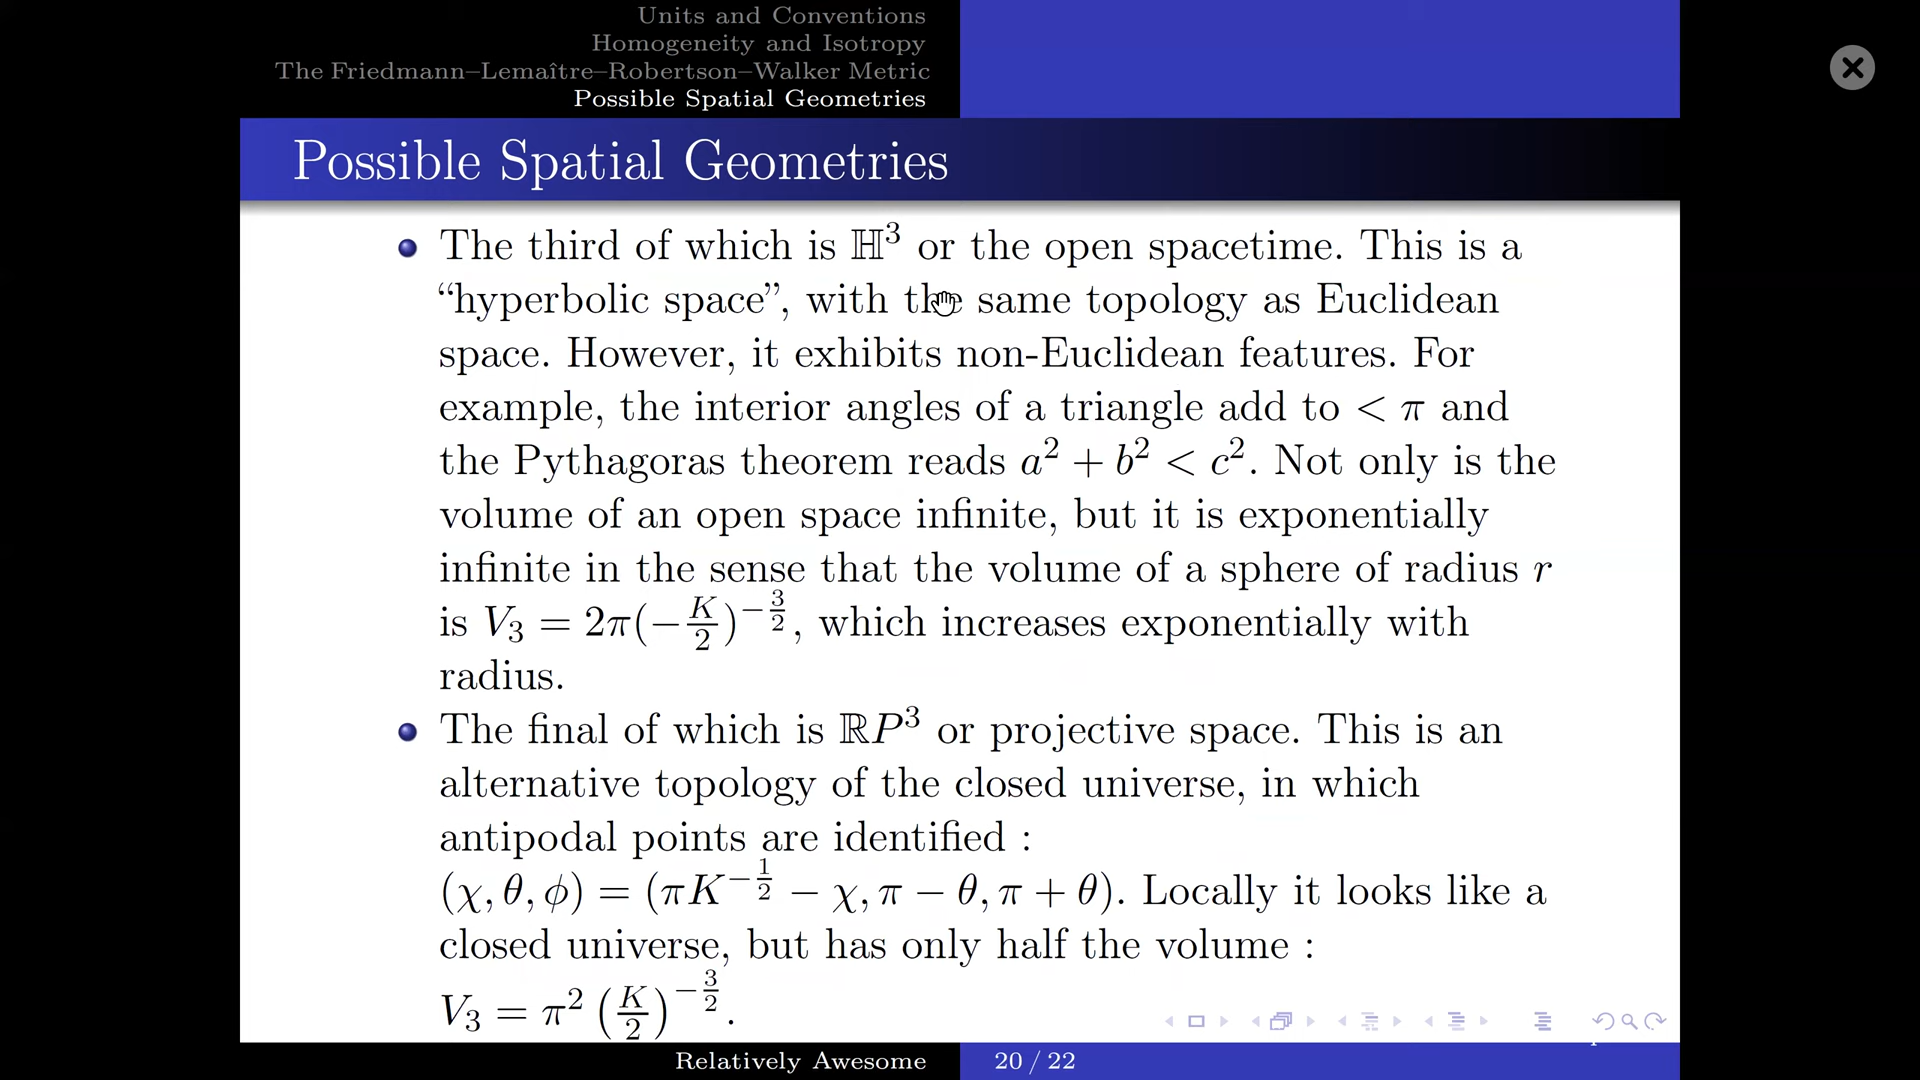 Units and Conventions
Homogeneity and Isotropy
The Friedmann–Lemaître–Robertson–Walker Metric
Possible Spatial Geometries
Possible Spatial Geometries
The third of which is ℍ³ or the open spacetime. This is a
“hyperbolic space”, with the same topology as Euclidean
space. However, it exhibits non-Euclidean features. For
example, the interior angles of a triangle add to < π and
the Pythagoras theorem reads a² + b² < c². Not only is the
volume of an open space infinite, but it is exponentially
infinite in the sense that the volume of a sphere of radius r
is V₃ = 2π(−K/2)^(−3/2), which increases exponentially with
radius.
The final of which is ℝP³ or projective space. This is an
alternative topology of the closed universe, in which
antipodal points are identified :
(χ, θ, ϕ) = (πK^(−1/2) − χ, π − θ, π + θ). Locally it looks like a
closed universe, but has only half the volume :
V₃ = π² (K/2)^(−3/2).
Relatively Awesome
20 / 22